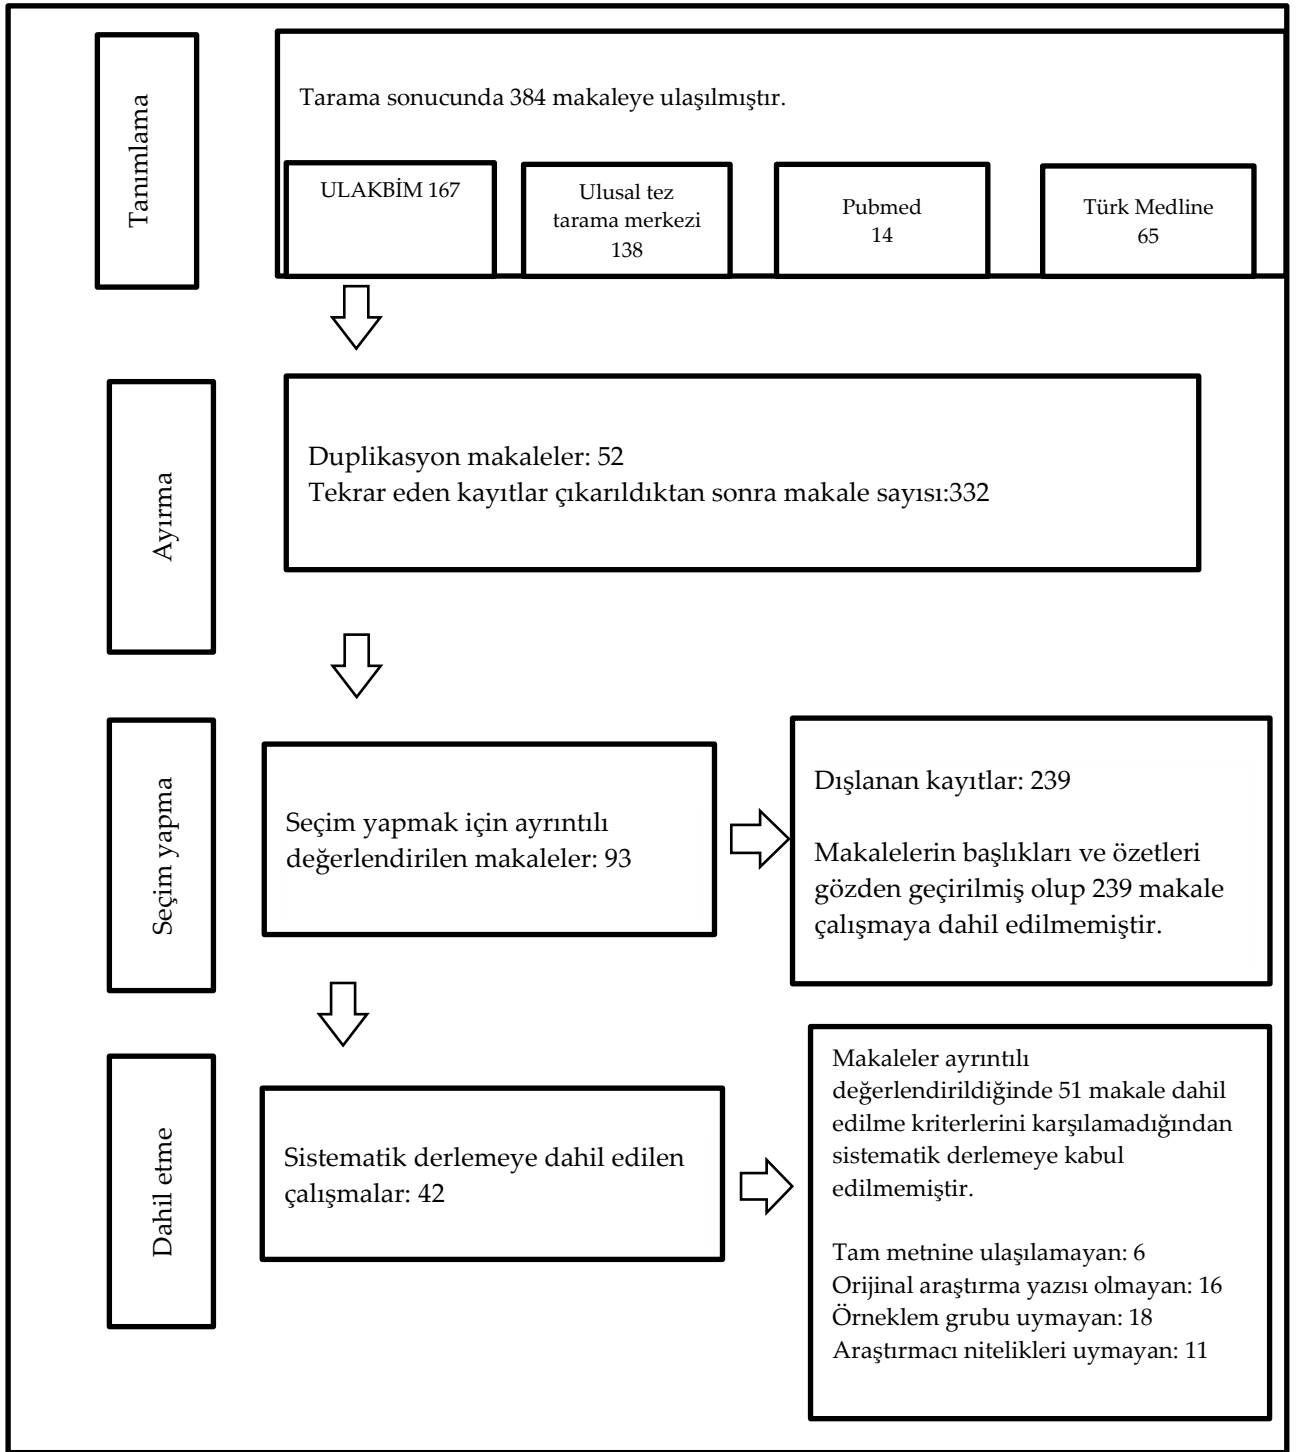 Tanımlama
Tarama sonucunda 384 makaleye ulaşılmıştır.
ULAKBİM 167
Ulusal tez
tarama merkezi
138
Pubmed
14
Türk Medline
65
Ayırma
Duplikasyon makaleler: 52
Tekrar eden kayıtlar çıkarıldıktan sonra makale sayısı:332
Seçim yapma
Seçim yapmak için ayrıntılı
değerlendirilen makaleler: 93
Dışlanan kayıtlar: 239
Makalelerin başlıkları ve özetleri
gözden geçirilmiş olup 239 makale
çalışmaya dahil edilmemiştir.
Dahil etme
Sistematik derlemeye dahil edilen
çalışmalar: 42
Makaleler ayrıntılı
değerlendirildiğinde 51 makale dahil
edilme kriterlerini karşılamadığından
sistematik derlemeye kabul
edilmemiştir.
Tam metnine ulaşılamayan: 6
Orijinal araştırma yazısı olmayan: 16
Örneklem grubu uymayan: 18
Araştırmacı nitelikleri uymayan: 11